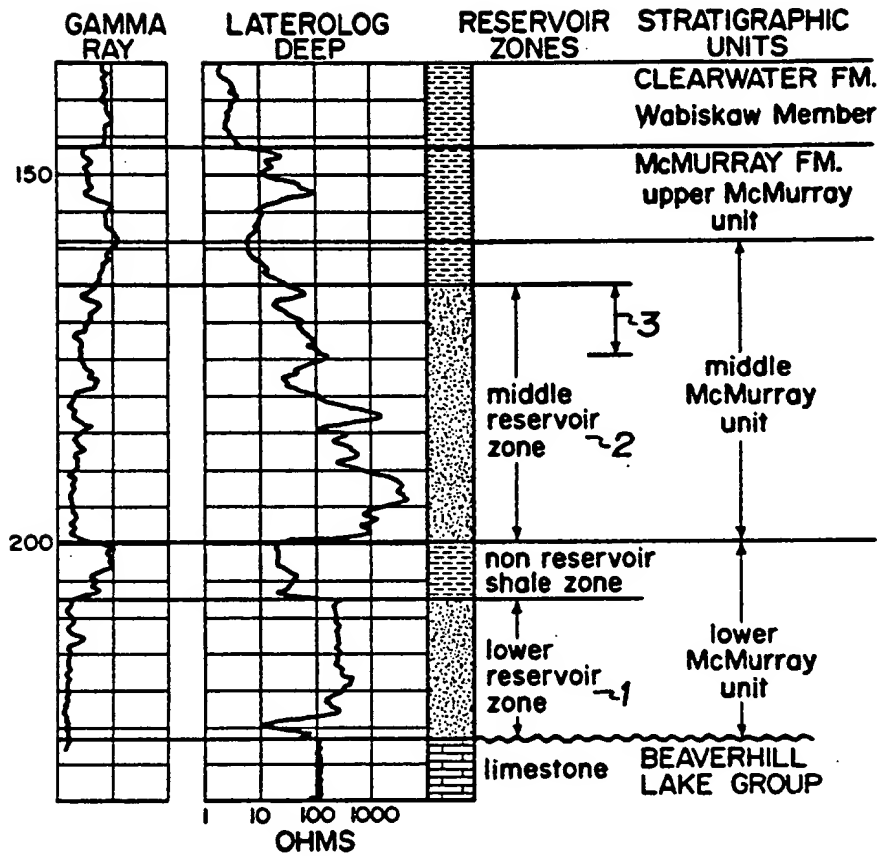 GAMMA RAY
LATEROLOG DEEP
RESERVOIR ZONES
STRATIGRAPHIC UNITS
CLEARWATER FM.
Wabiskaw Member
McMURRAY FM.
150
upper McMurray
unit
3
middle
McMurray
unit
middle
reservoir
zone 2
200
non reservoir
shale zone
lower
McMurray
unit
lower
reservoir
zone 1
limestone
BEAVERHILL
LAKE GROUP
1 10 100 1000
OHMS